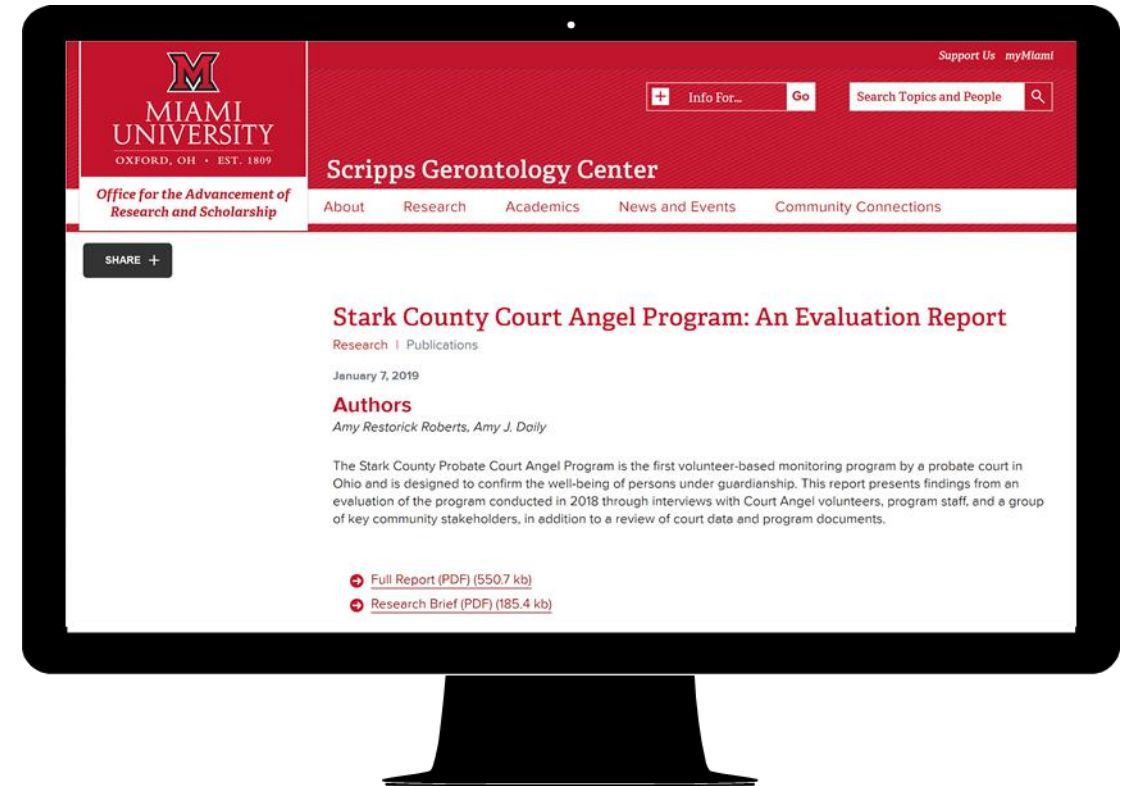 Support Us myMiami
M
MIAMI
UNIVERSITY
OXFORD, OH • EST. 1809
+ Info For... Go
Search Topics and People
Scripps Gerontology Center
Office for the Advancement of
Research and Scholarship
About Research Academics News and Events Community Connections
SHARE +
Stark County Court Angel Program: An Evaluation Report
Research | Publications
January 7, 2019
Authors
Amy Restorick Roberts, Amy J. Daily
The Stark County Probate Court Angel Program is the first volunteer-based monitoring program by a probate court in
Ohio and is designed to confirm the well-being of persons under guardianship. This report presents findings from an
evaluation of the program conducted in 2018 through interviews with Court Angel volunteers, program staff, and a group
of key community stakeholders, in addition to a review of court data and program documents.
Full Report (PDF) (550.7 kb)
Research Brief (PDF) (185.4 kb)